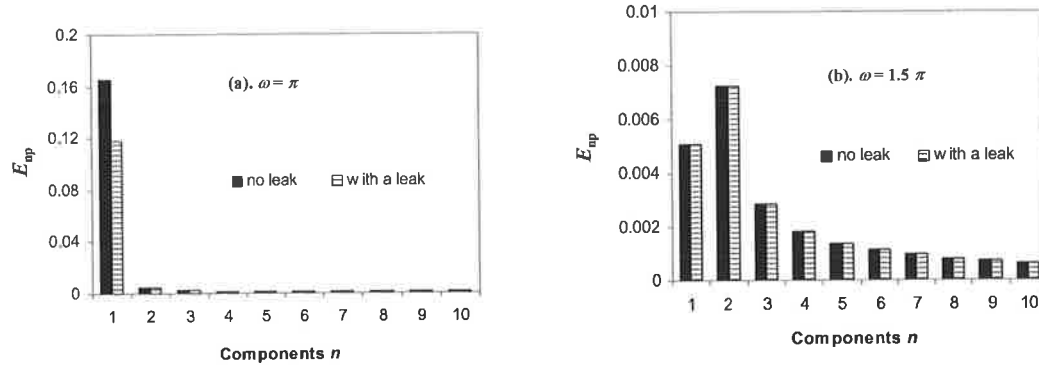 0.2
0.16
0.12
0.08
0.04
0
Enp
(a). ω = π
no leak with a leak
1 2 3 4 5 6 7 8 9 10
Components n
0.01
0.008
0.006
0.004
0.002
0
Enp
(b). ω = 1.5 π
no leak with a leak
1 2 3 4 5 6 7 8 9 10
Components n